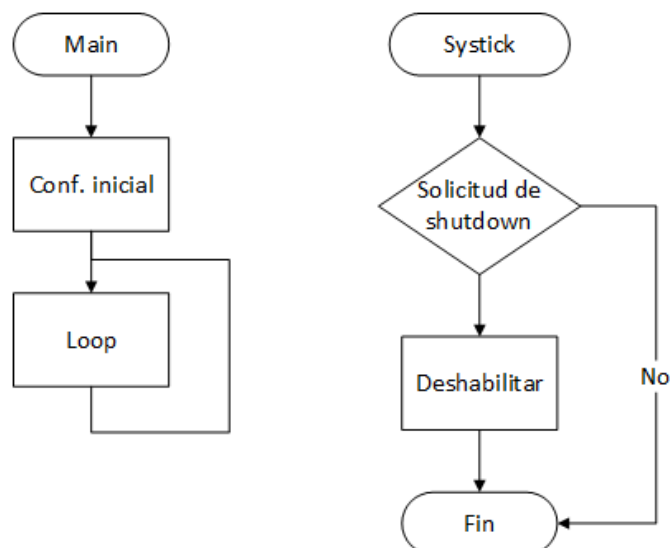 Main
Conf. inicial
Loop
Systick
Solicitud de
shutdown
Deshabilitar
No
Fin